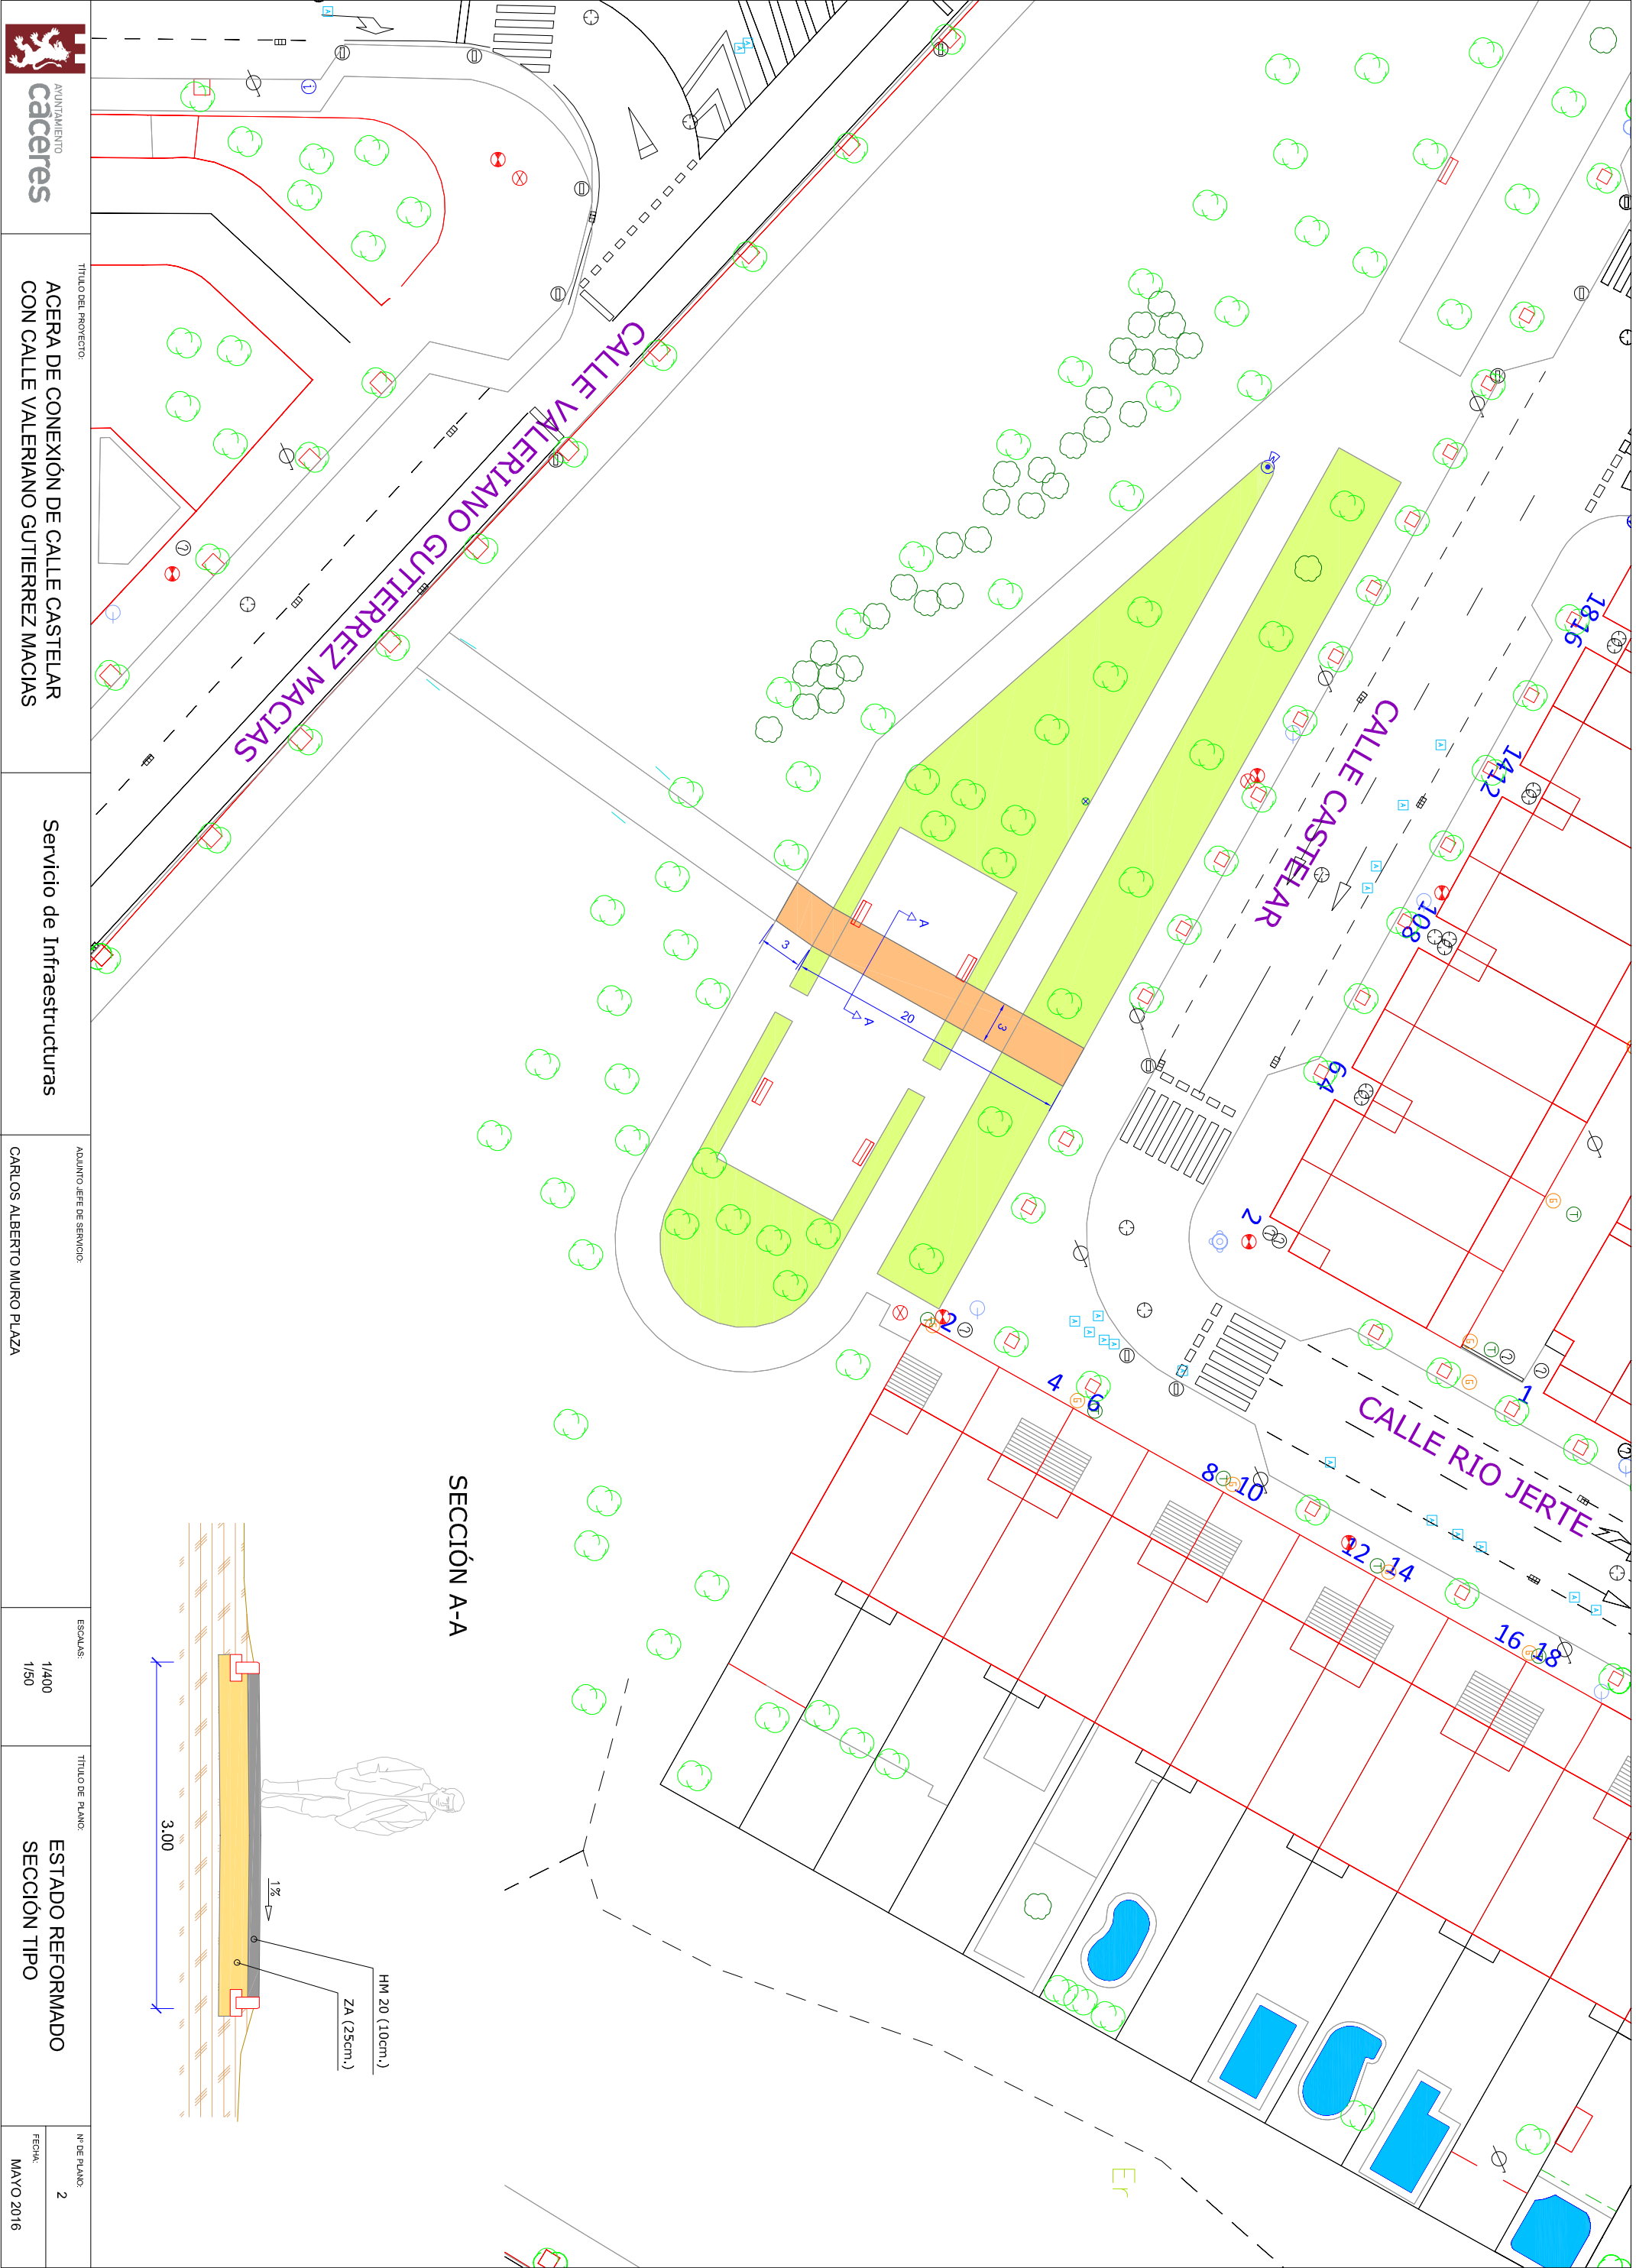 CALLE VALERIANO GUTIERREZ MACIAS
CALLE CASTELAR
CALLE RIO JERTE
18
16
14
12
10
8
6
4
2
1
2
4
6
8
10
12
14
16
18
A
A
3
20
3
Er
SECCIÓN A-A
3.00
1%
HM 20 (10cm.)
ZA (25cm.)
AYUNTAMIENTO
cáceres
TÍTULO DEL PROYECTO:
ACERA DE CONEXIÓN DE CALLE CASTELAR
CON CALLE VALERIANO GUTIERREZ MACIAS
Servicio de Infraestructuras
ADJUNTO JEFE DE SERVICIO:
CARLOS ALBERTO MURO PLAZA
ESCALAS:
1/400
1/50
TÍTULO DE PLANO:
ESTADO REFORMADO
SECCIÓN TIPO
Nº DE PLANO:
2
FECHA:
MAYO 2016